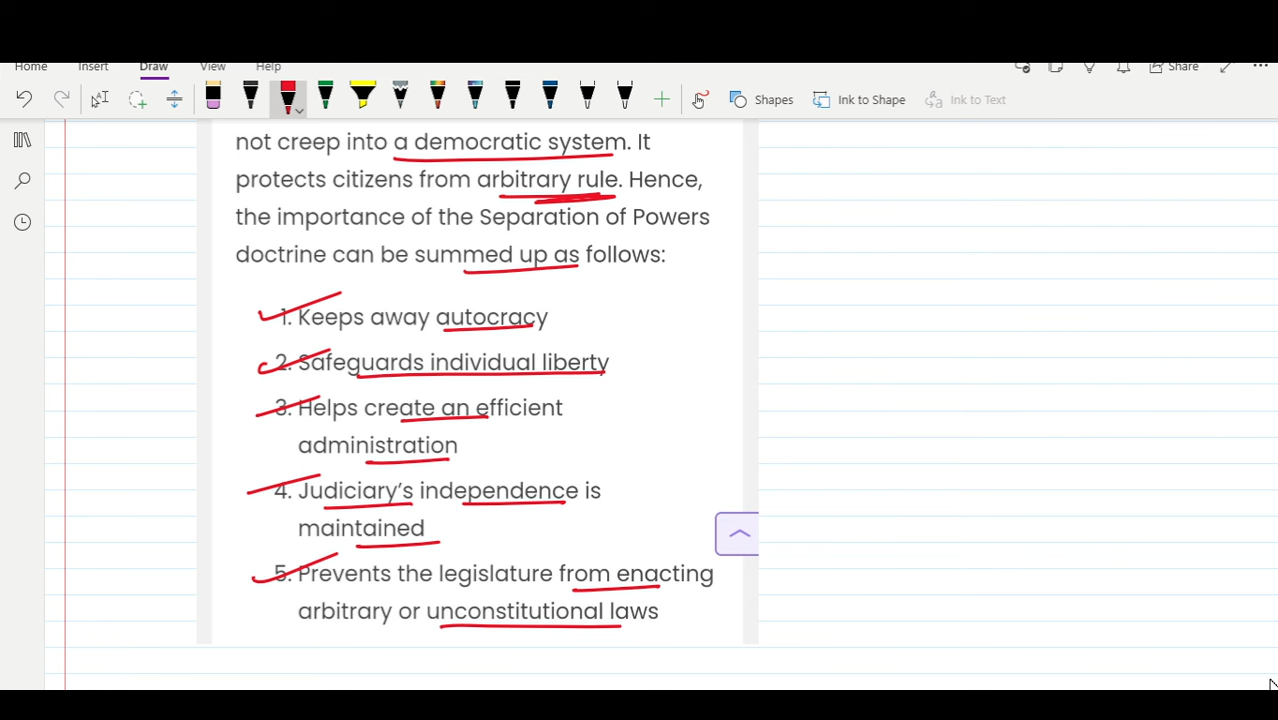 Home Insert Draw View Help Share
Shapes Ink to Shape Ink to Text
not creep into a democratic system. It
protects citizens from arbitrary rule. Hence,
the importance of the Separation of Powers
doctrine can be summed up as follows:
1. Keeps away autocracy
2. Safeguards individual liberty
3. Helps create an efficient
administration
4. Judiciary’s independence is
maintained
5. Prevents the legislature from enacting
arbitrary or unconstitutional laws